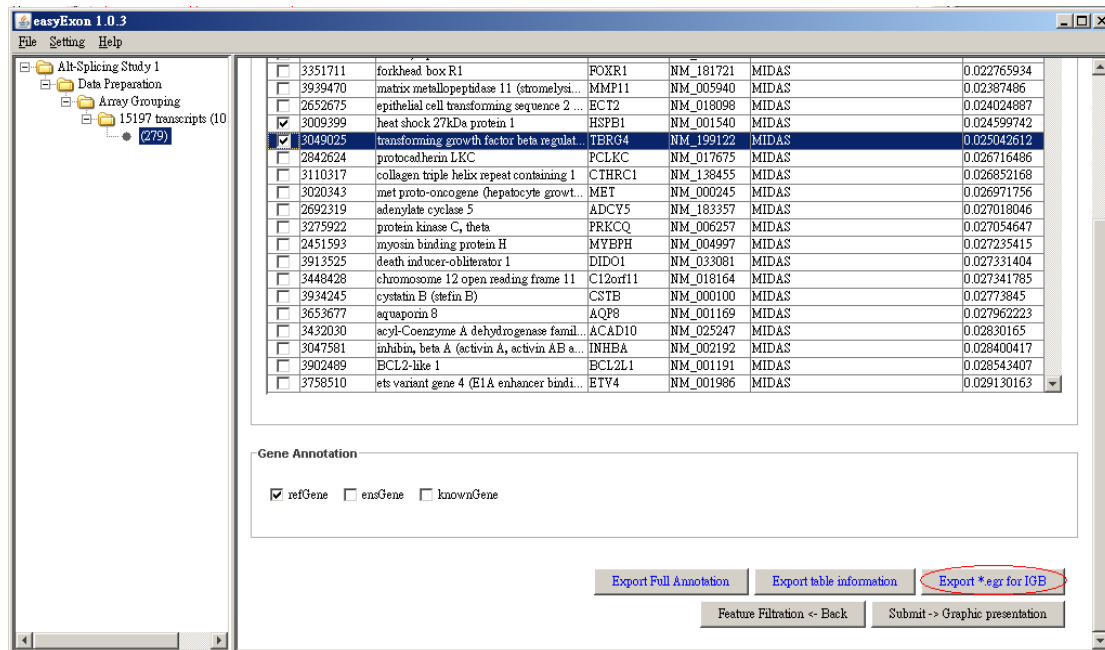 easyExon 1.0.3
File Setting Help
Alt-Splicing Study 1
Data Preparation
Array Grouping
15197 transcripts (10
(279)
3351711 forkhead box R1 FOXR1 NM_181721 MIDAS 0.022765934
3939470 matrix metallopeptidase 11 (stromelysi... MMP11 NM_005940 MIDAS 0.02387486
2652675 epithelial cell transforming sequence 2 ... ECT2 NM_018098 MIDAS 0.024024887
3009399 heat shock 27kDa protein 1 HSPB1 NM_001540 MIDAS 0.024599742
3049025 transforming growth factor beta regulat... TBRG4 NM_199122 MIDAS 0.025042612
2842624 protocadherin LKC PCLKC NM_017675 MIDAS 0.026716486
3110317 collagen triple helix repeat containing 1 CTHRC1 NM_138455 MIDAS 0.026852168
3020343 met proto-oncogene (hepatocyte growt... MET NM_000245 MIDAS 0.026971756
2692319 adenylate cyclase 5 ADCY5 NM_183357 MIDAS 0.027018046
3275922 protein kinase C, theta PRKCQ NM_006257 MIDAS 0.027054647
2451593 myosin binding protein H MYBPH NM_004997 MIDAS 0.027235415
3913525 death inducer-obliterator 1 DIDO1 NM_033081 MIDAS 0.027331404
3448428 chromosome 12 open reading frame 11 C12orf11 NM_018164 MIDAS 0.027341785
3934245 cystatin B (stefin B) CSTB NM_000100 MIDAS 0.02773845
3653677 aquaporin 8 AQP8 NM_001169 MIDAS 0.027962223
3432030 acyl-Coenzyme A dehydrogenase famil... ACAD10 NM_025247 MIDAS 0.02830165
3047581 inhibin, beta A (activin A, activin AB a... INHBA NM_002192 MIDAS 0.028400417
3902489 BCL2-like 1 BCL2L1 NM_001191 MIDAS 0.028543407
3758510 ets variant gene 4 (E1A enhancer bindi... ETV4 NM_001986 MIDAS 0.029130163
Gene Annotation
refGene ensGene knownGene
Export Full Annotation Export table information Export *.egr for IGB
Feature Filtration <- Back Submit -> Graphic presentation